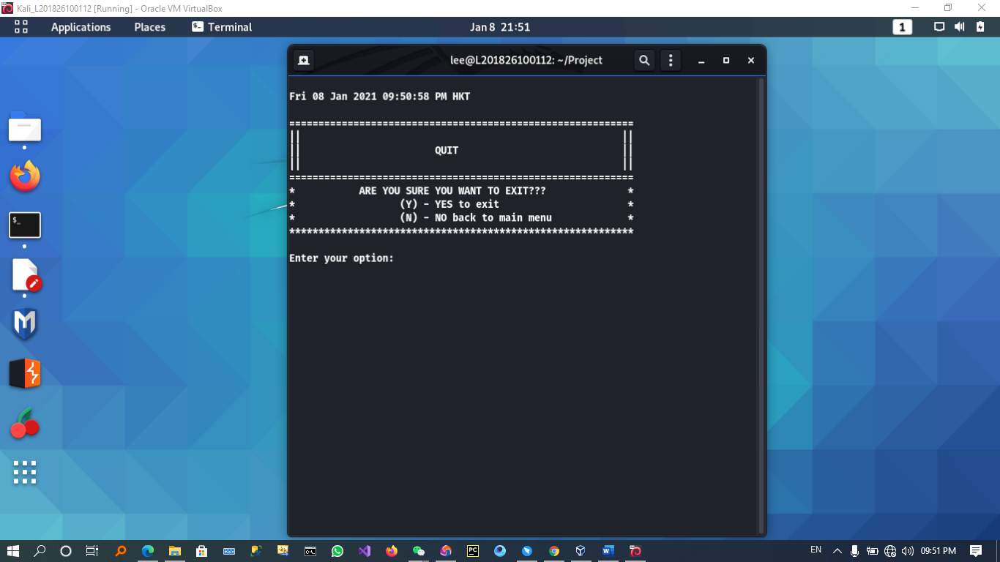 Kali_L201826100112 [Running] - Oracle VM VirtualBox
Applications Places Terminal Jan 8 21:51 1
lee@L201826100112: ~/Project
Fri 08 Jan 2021 09:50:58 PM HKT
===========================================================
|| ||
|| QUIT ||
|| ||
===========================================================
* ARE YOU SURE YOU WANT TO EXIT??? *
* (Y) - YES to exit *
* (N) - NO back to main menu *
***********************************************************
Enter your option:
$_
EN 09:51 PM